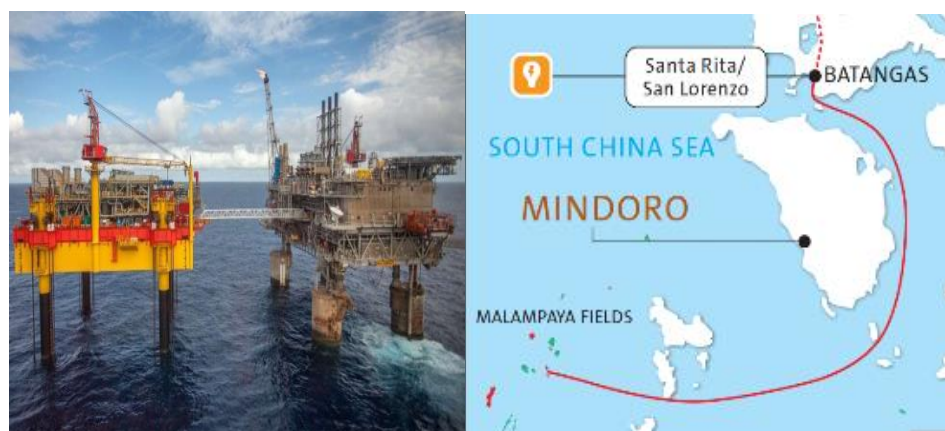 Santa Rita/
San Lorenzo
BATANGAS
SOUTH CHINA SEA
MINDORO
MALAMPAYA FIELDS